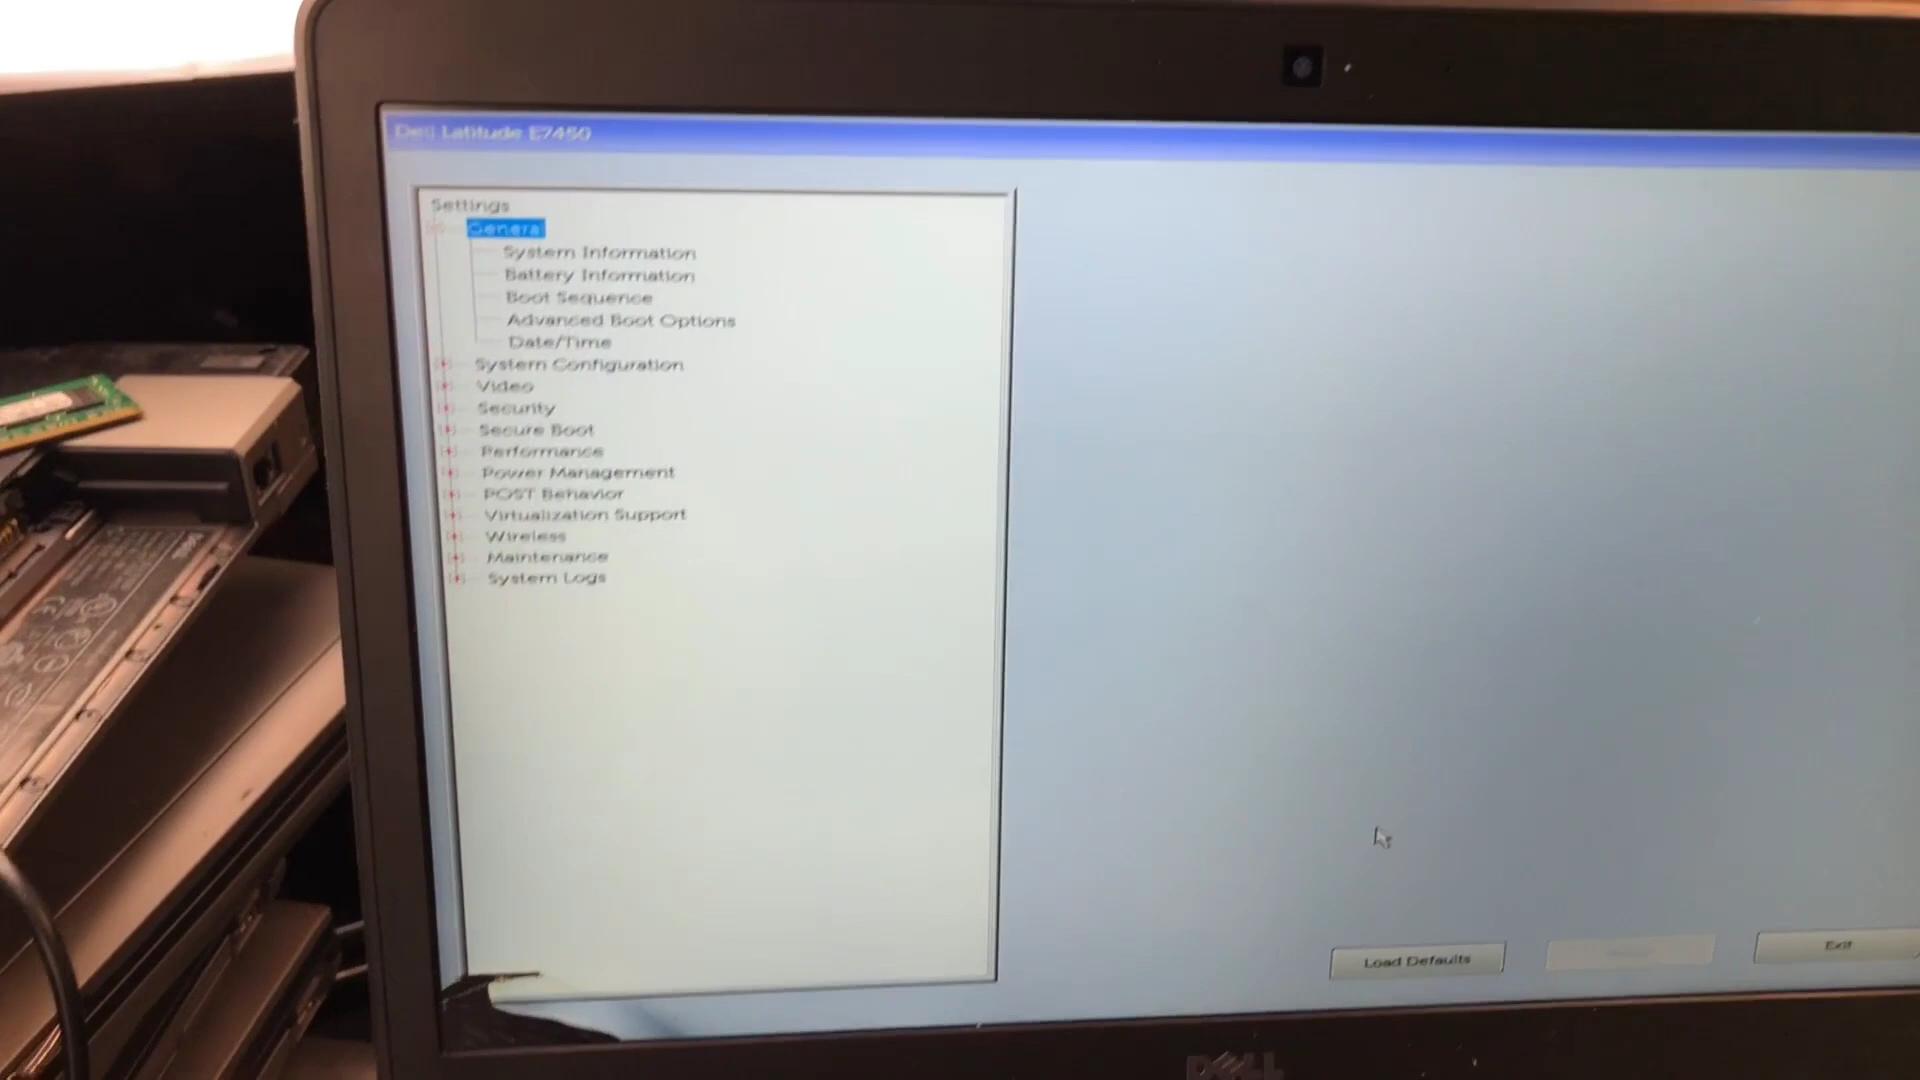 Dell Latitude E7450
Settings
General
System Information
Battery Information
Boot Sequence
Advanced Boot Options
Date/Time
System Configuration
Video
Security
Secure Boot
Performance
Power Management
POST Behavior
Virtualization Support
Wireless
Maintenance
System Logs
Load Defaults
Exit
DELL